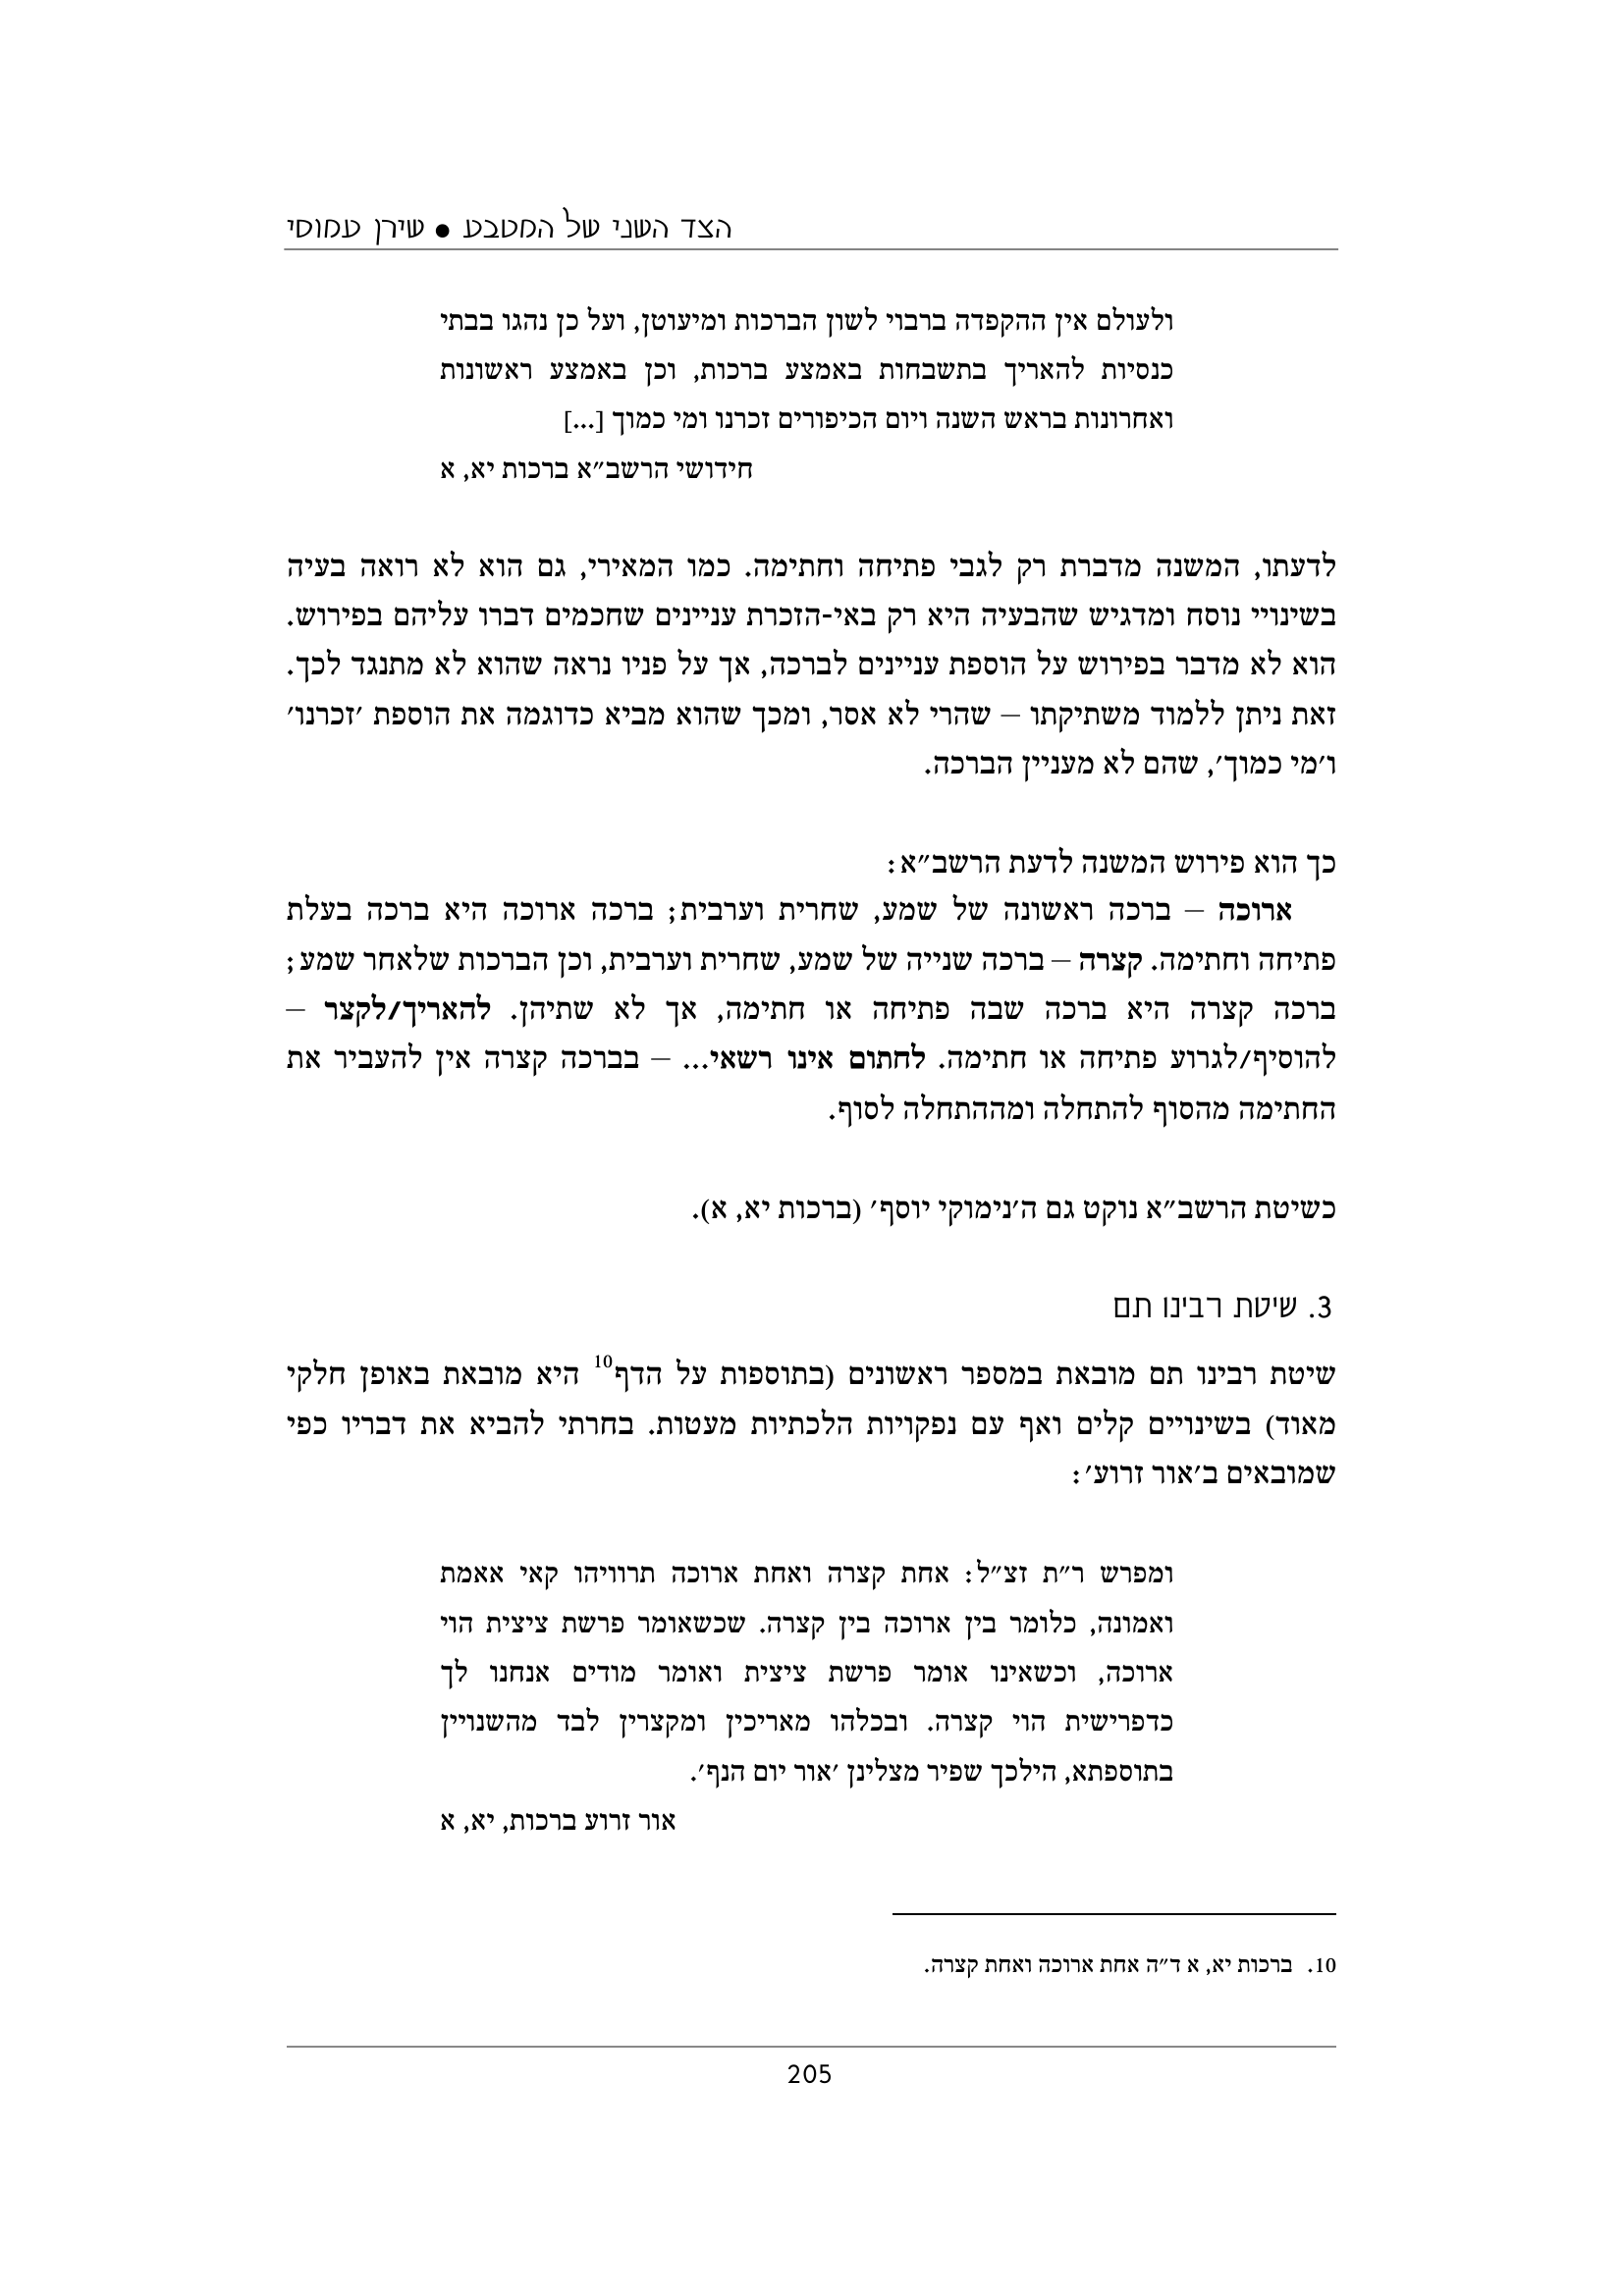 הצד השני של המטבע ● שירן עמוסי
ולעולם אין ההקפדה ברבוי לשון הברכות ומיעוטן, ועל כן נהגו בבתי
כנסיות להאריך בתשבחות באמצע ברכות, וכן באמצע ראשונות
ואחרונות בראש השנה ויום הכיפורים זכרנו ומי כמוך [...]
חידושי הרשב״א ברכות יא, א
לדעתו, המשנה מדברת רק לגבי פתיחה וחתימה. כמו המאירי, גם הוא לא רואה בעיה
בשינויי נוסח ומדגיש שהבעיה היא רק באי-הזכרת עניינים שחכמים דברו עליהם בפירוש.
הוא לא מדבר בפירוש על הוספת עניינים לברכה, אך על פניו נראה שהוא לא מתנגד לכך.
זאת ניתן ללמוד משתיקתו – שהרי לא אסר, ומכך שהוא מביא כדוגמה את הוספת ׳זכרנו׳
ו׳מי כמוך׳, שהם לא מעניין הברכה.
כך הוא פירוש המשנה לדעת הרשב״א:
ארוכה – ברכה ראשונה של שמע, שחרית וערבית; ברכה ארוכה היא ברכה בעלת
פתיחה וחתימה. קצרה – ברכה שנייה של שמע, שחרית וערבית, וכן הברכות שלאחר שמע;
ברכה קצרה היא ברכה שבה פתיחה או חתימה, אך לא שתיהן. להאריך/לקצר –
להוסיף/לגרוע פתיחה או חתימה. לחתום אינו רשאי... – בברכה קצרה אין להעביר את
החתימה מהסוף להתחלה ומההתחלה לסוף.
כשיטת הרשב״א נוקט גם ה׳נימוקי יוסף׳ (ברכות יא, א).
3. שיטת רבינו תם
שיטת רבינו תם מובאת במספר ראשונים (בתוספות על הדף10 היא מובאת באופן חלקי
מאוד) בשינויים קלים ואף עם נפקויות הלכתיות מעטות. בחרתי להביא את דבריו כפי
שמובאים ב׳אור זרוע׳:
ומפרש ר״ת זצ״ל: אחת קצרה ואחת ארוכה תרוויהו קאי אאמת
ואמונה, כלומר בין ארוכה בין קצרה. שכשאומר פרשת ציצית הוי
ארוכה, וכשאינו אומר פרשת ציצית ואומר מודים אנחנו לך
כדפרישית הוי קצרה. ובכלהו מאריכין ומקצרין לבד מהשנויין
בתוספתא, הילכך שפיר מצלינן ׳אור יום הנף׳.
אור זרוע ברכות, יא, א
10. ברכות יא, א ד״ה אחת ארוכה ואחת קצרה.
205